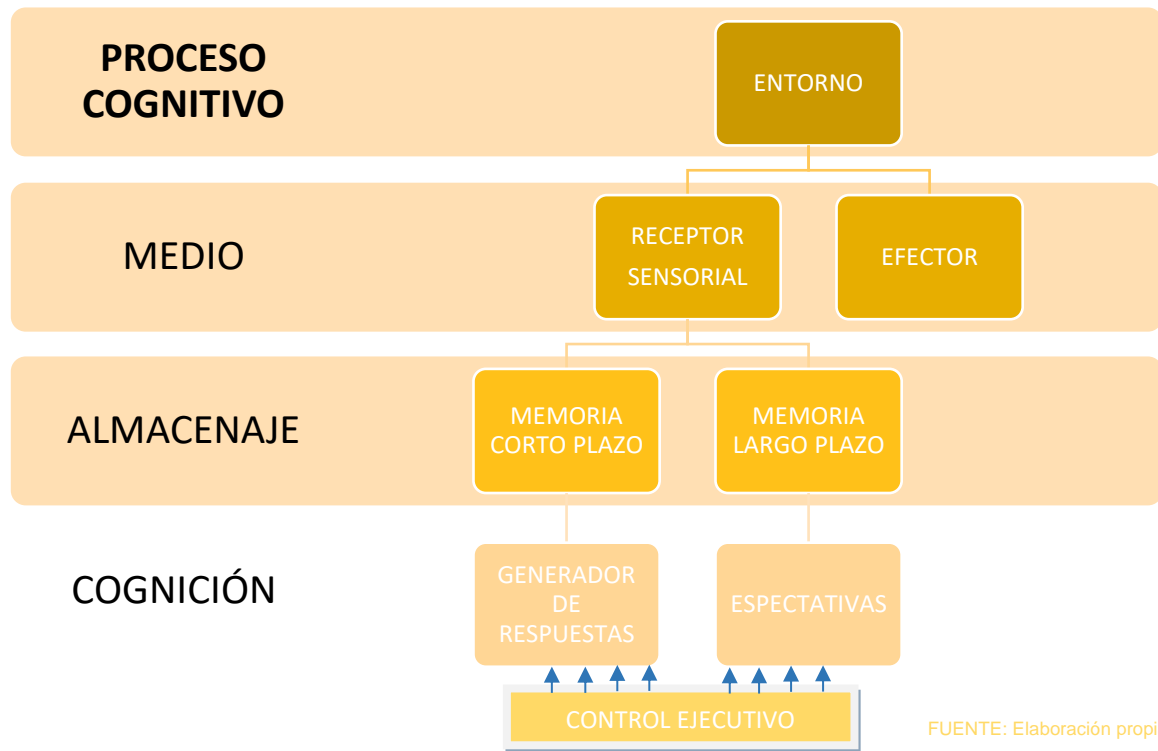 PROCESO
COGNITIVO
ENTORNO
MEDIO
RECEPTOR
SENSORIAL
EFECTOR
ALMACENAJE
MEMORIA
CORTO PLAZO
MEMORIA
LARGO PLAZO
COGNICIÓN
GENERADOR
DE
RESPUESTAS
ESPECTATIVAS
CONTROL EJECUTIVO
FUENTE: Elaboración propi